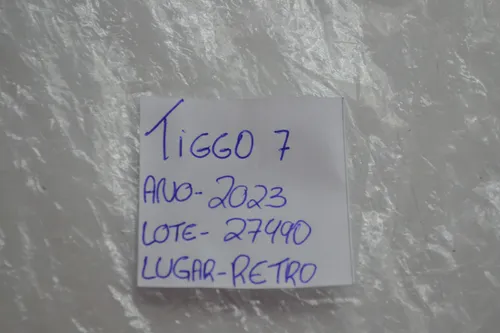 TIGGO 7
ANO-2023
LOTE-27490
LUGAR-RETRO